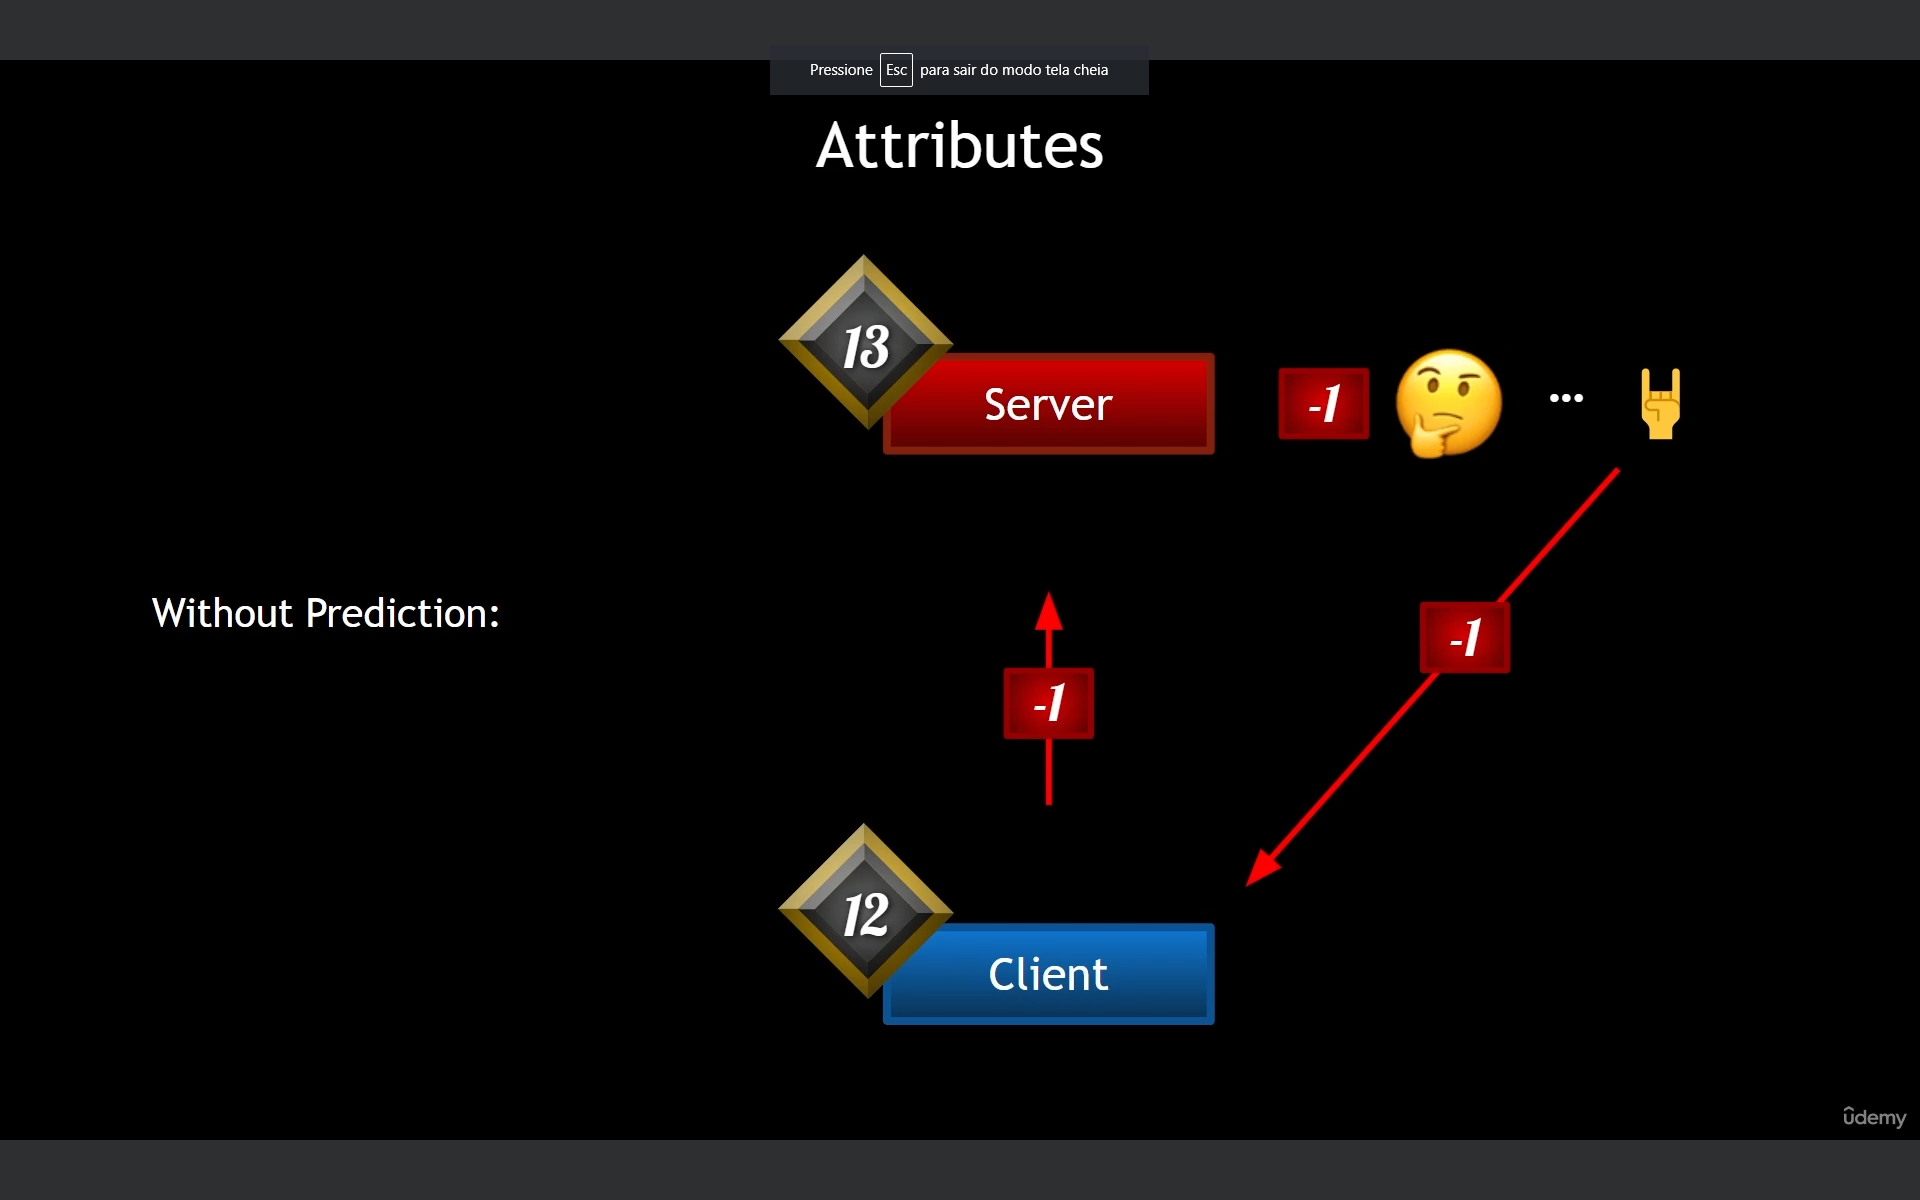 Pressione Esc para sair do modo tela cheia
Attributes
13
Server
-1
...
Without Prediction:
-1
-1
12
Client
ûdemy